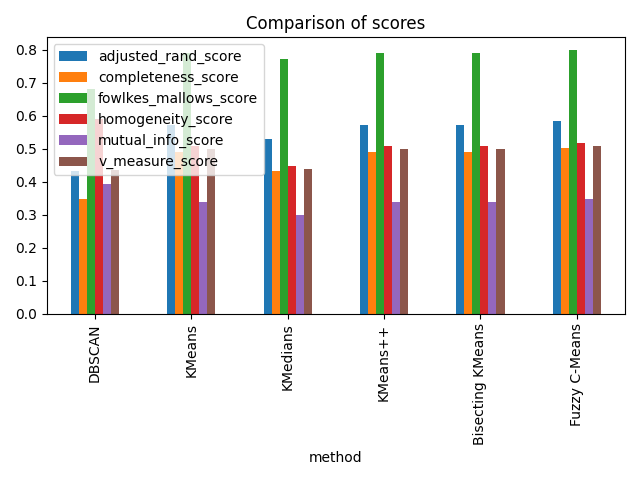 Comparison of scores
adjusted_rand_score
completeness_score
fowlkes_mallows_score
homogeneity_score
mutual_info_score
v_measure_score
0.8
0.7
0.6
0.5
0.4
0.3
0.2
0.1
0.0
DBSCAN
KMeans
KMedians
KMeans++
Bisecting KMeans
Fuzzy C-Means
method